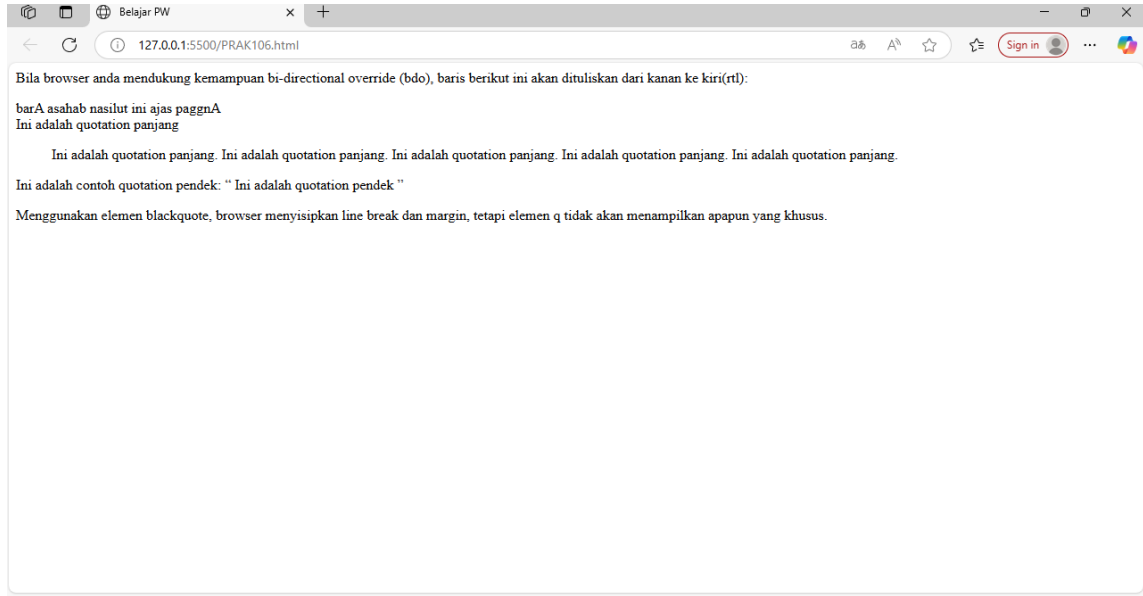 Belajar PW
127.0.0.1:5500/PRAK106.html
Sign in
Bila browser anda mendukung kemampuan bi-directional override (bdo), baris berikut ini akan dituliskan dari kanan ke kiri(rtl):
barA asahab nasilut ini ajas paggnA
Ini adalah quotation panjang
Ini adalah quotation panjang. Ini adalah quotation panjang. Ini adalah quotation panjang. Ini adalah quotation panjang. Ini adalah quotation panjang.
Ini adalah contoh quotation pendek: “ Ini adalah quotation pendek ”
Menggunakan elemen blackquote, browser menyisipkan line break dan margin, tetapi elemen q tidak akan menampilkan apapun yang khusus.